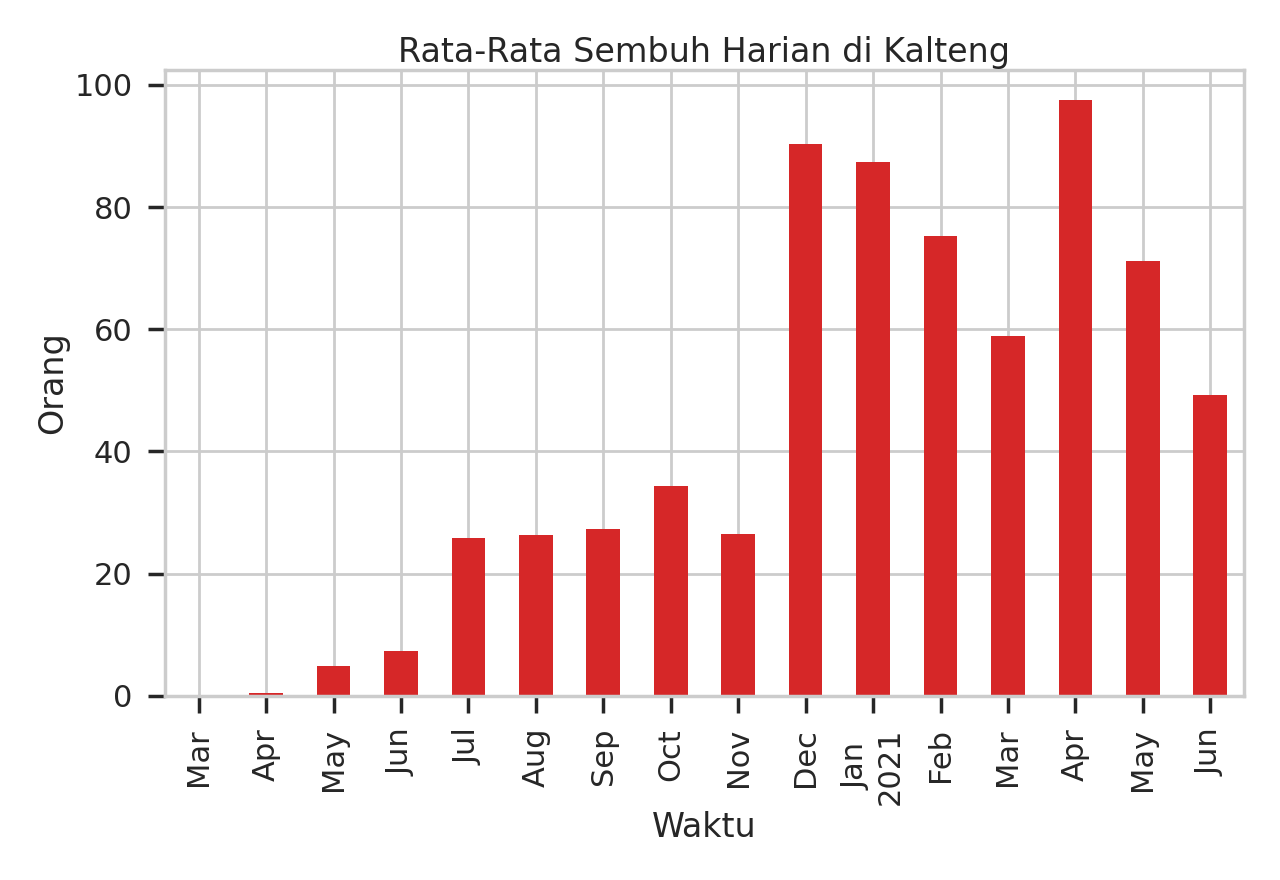 Rata-Rata Sembuh Harian di Kalteng
100
80
60
40
20
0
Orang
Mar
Apr
May
Jun
Jul
Aug
Sep
Oct
Nov
Dec
Jan
2021
Feb
Mar
Apr
May
Jun
Waktu